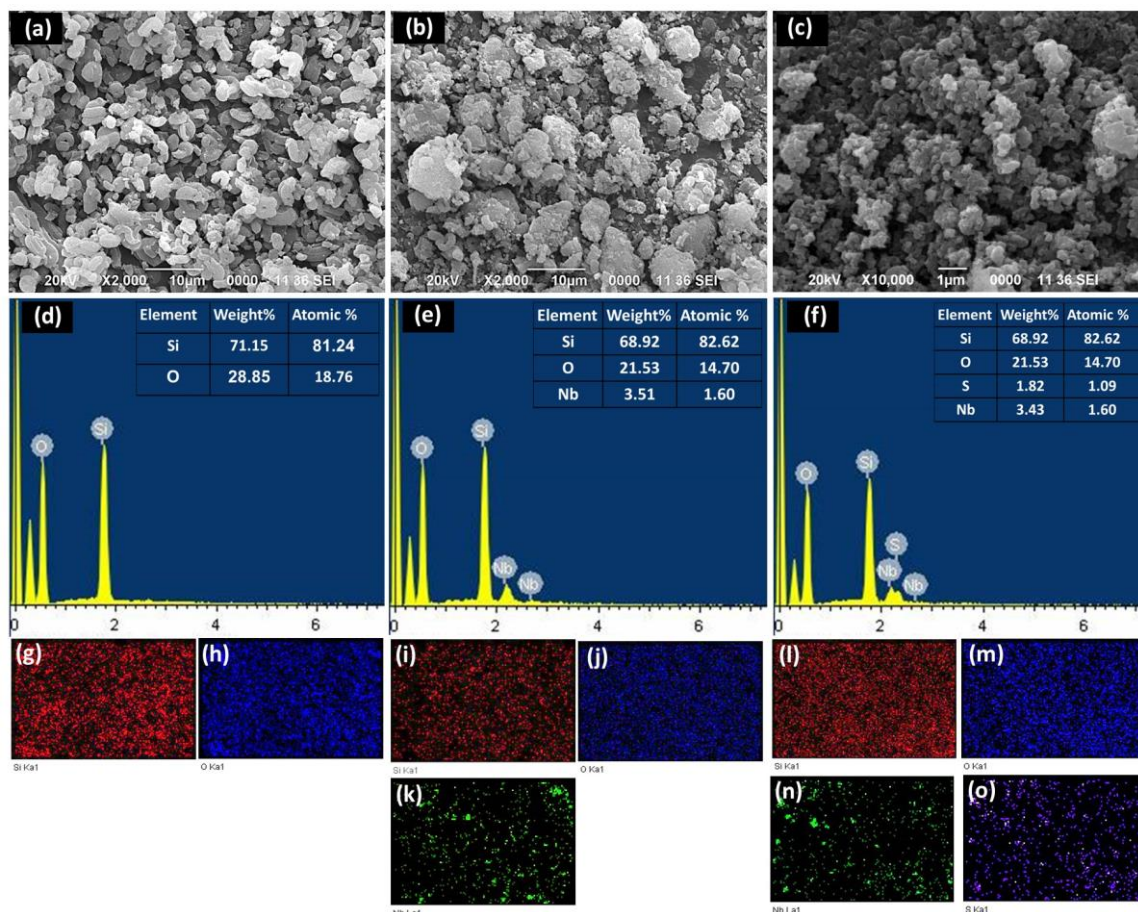 (a) (b) (c)
20kV X2,000 10µm 0000 11 36 SEI
20kV X2,000 10µm 0000 11 36 SEI
20kV X10,000 1µm 0000 11 36 SEI
(d)
Element Weight% Atomic %
Si 71.15 81.24
O 28.85 18.76
O Si
0 2 4 6
(e)
Element Weight% Atomic %
Si 68.92 82.62
O 21.53 14.70
Nb 3.51 1.60
O Si Nb Nb
0 2 4 6
(f)
Element Weight% Atomic %
Si 68.92 82.62
O 21.53 14.70
S 1.82 1.09
Nb 3.43 1.60
O Si S Nb Nb
0 2 4 6
(g) (h) (i) (j) (l) (m)
Si Ka1 O Ka1 Si Ka1 O Ka1 Si Ka1 O Ka1
(k) (n) (o)
Nb La1 Nb La1 S Ka1